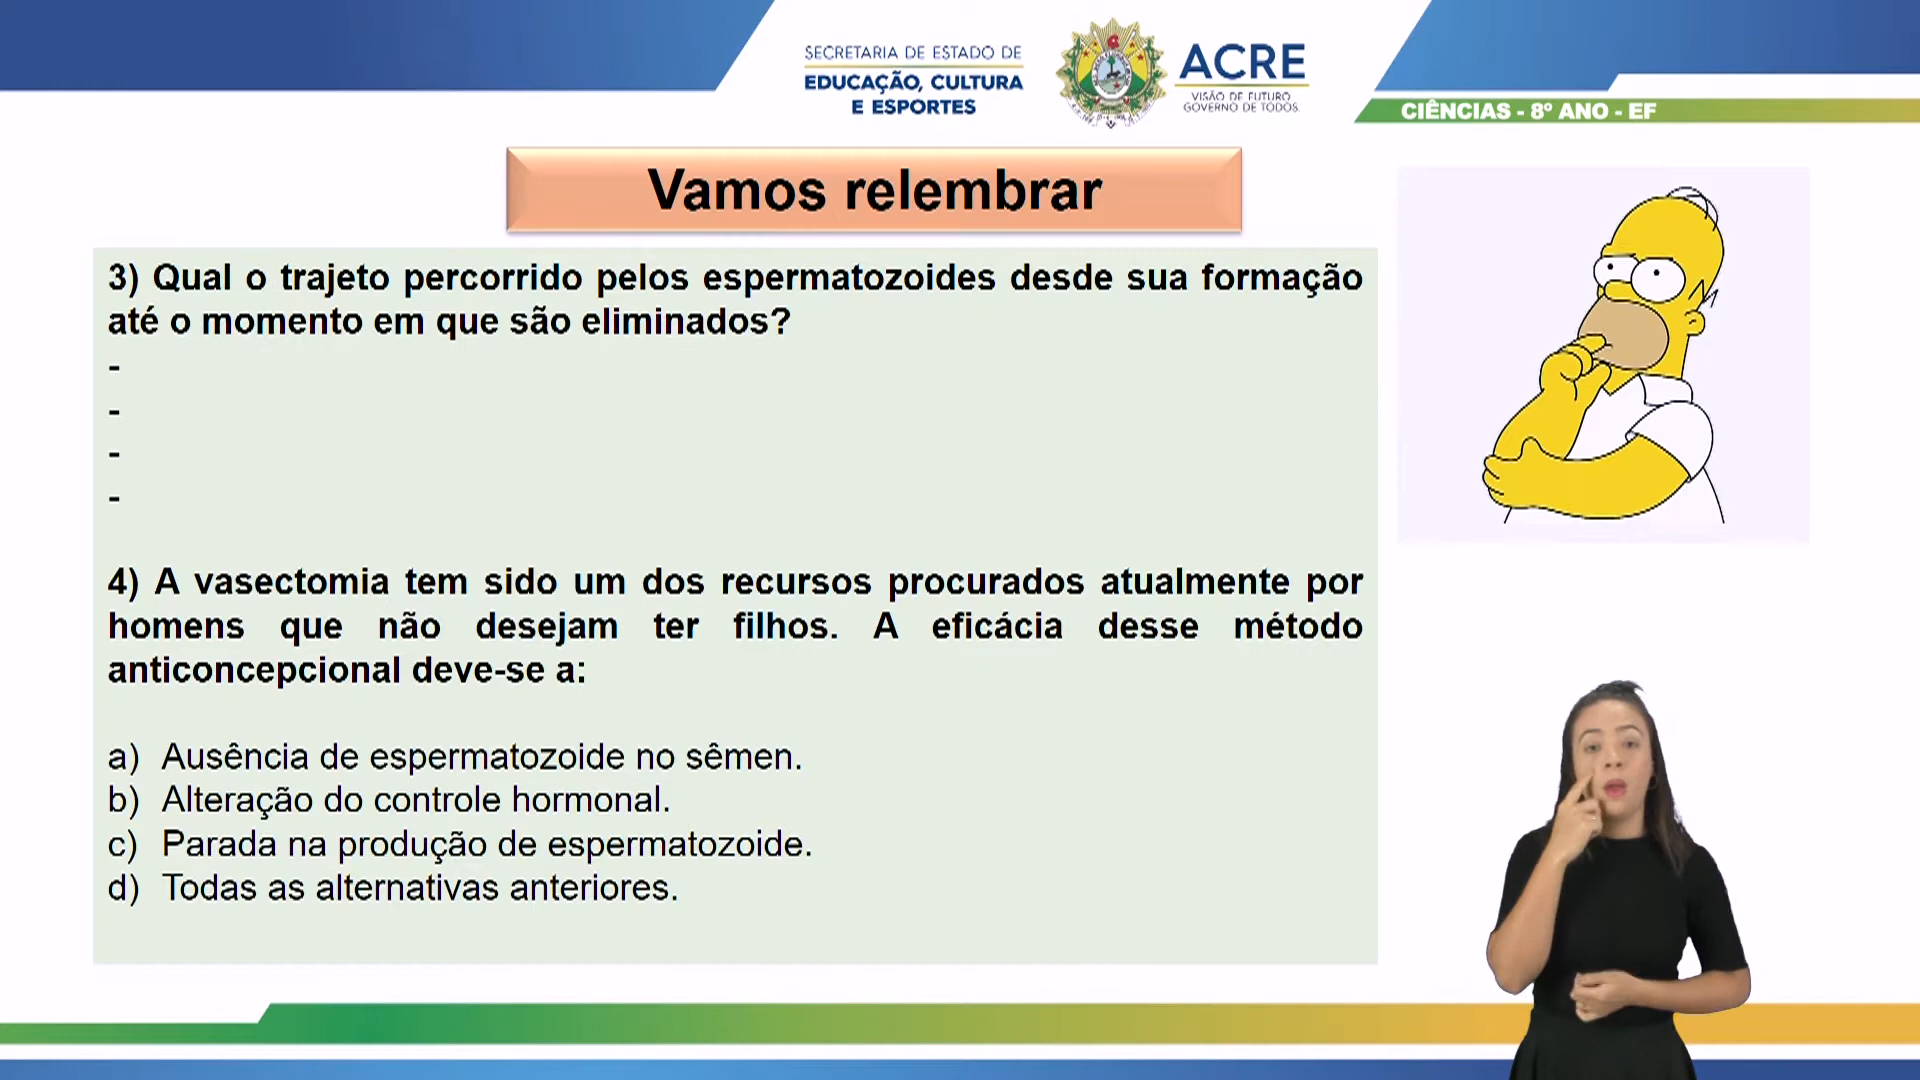 SECRETARIA DE ESTADO DE
EDUCAÇÃO, CULTURA
E ESPORTES
ACRE
VISÃO DE FUTURO
GOVERNO DE TODOS
CIÊNCIAS - 8º ANO - EF
Vamos relembrar
3) Qual o trajeto percorrido pelos espermatozoides desde sua formação
até o momento em que são eliminados?
-
-
-
-
4) A vasectomia tem sido um dos recursos procurados atualmente por
homens que não desejam ter filhos. A eficácia desse método
anticoncepcional deve-se a:
a) Ausência de espermatozoide no sêmen.
b) Alteração do controle hormonal.
c) Parada na produção de espermatozoide.
d) Todas as alternativas anteriores.